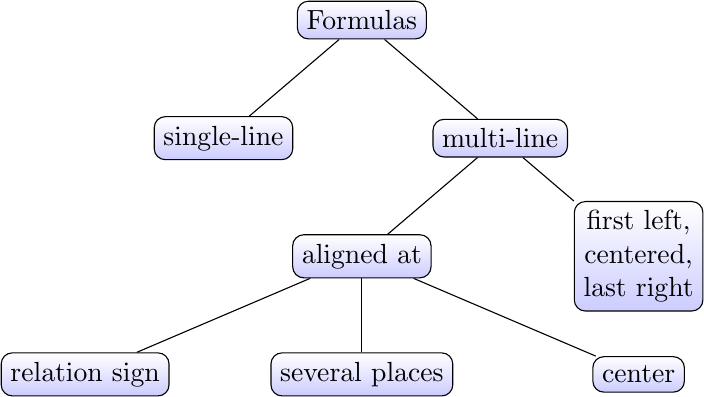 Formulas
single-line
multi-line
aligned at
first left,
centered,
last right
relation sign
several places
center